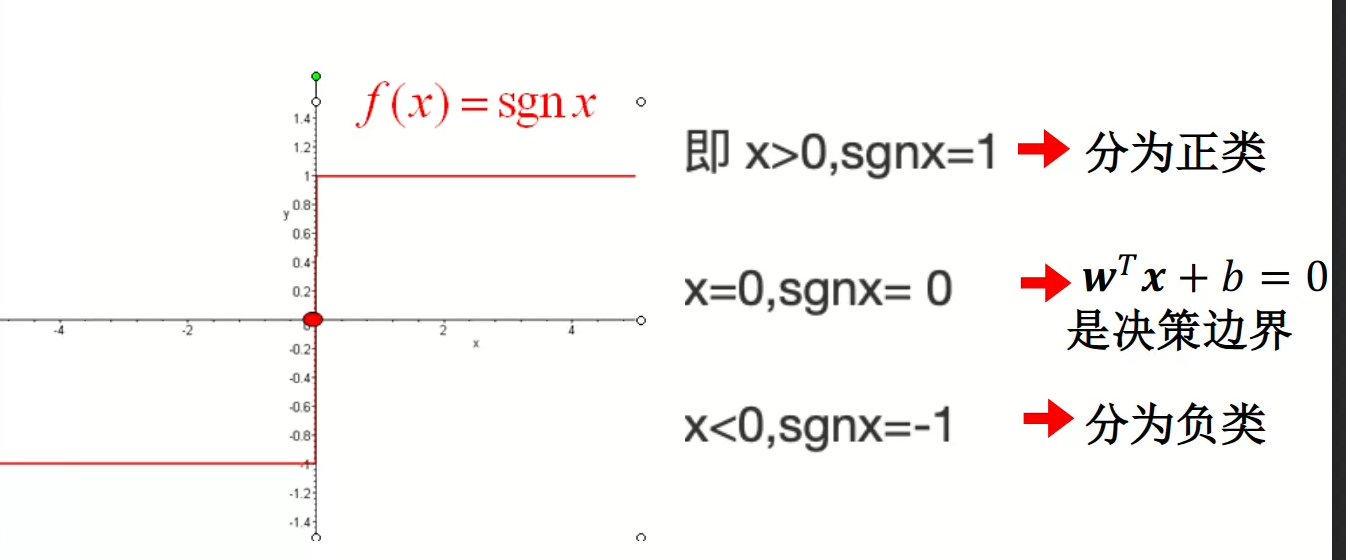 f(x) = sgn x
1.4
1.2
1
y
0.8
0.6
0.4
0.2
-4
-2
0
2
4
x
-0.2
-0.4
-0.6
-0.8
-1
-1.2
-1.4
即 x>0,sgnx=1
分为正类
x=0,sgnx= 0
w^T x + b = 0
是决策边界
x<0,sgnx=-1
分为负类